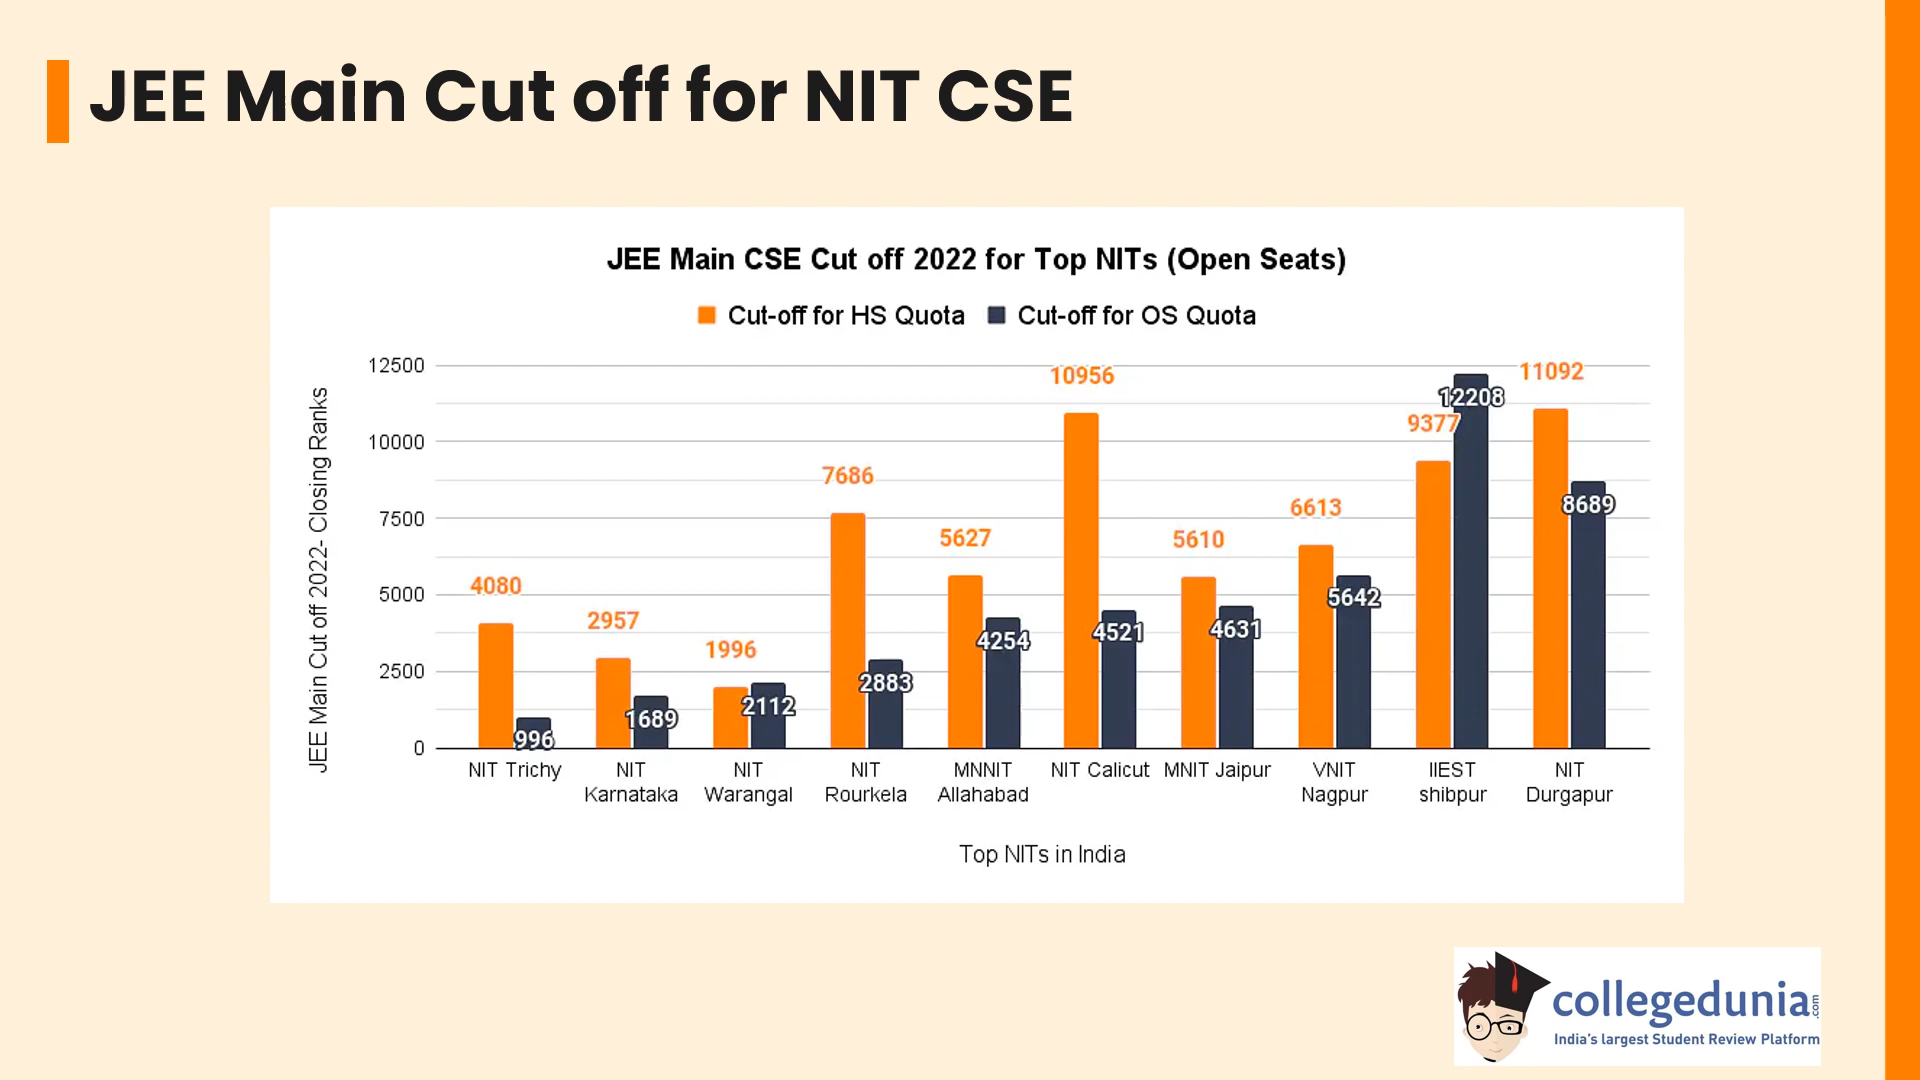 JEE Main Cut off for NIT CSE
JEE Main CSE Cut off 2022 for Top NITs (Open Seats)
Cut-off for HS Quota
Cut-off for OS Quota
JEE Main Cut off 2022- Closing Ranks
12500
10000
7500
5000
2500
0
4080
996
2957
1689
1996
2112
7686
2883
5627
4254
10956
4521
5610
4631
6613
5642
9377
12208
11092
8689
NIT Trichy
NIT
Karnataka
NIT
Warangal
NIT
Rourkela
MNNIT
Allahabad
NIT Calicut
MNIT Jaipur
VNIT
Nagpur
IIEST
shibpur
NIT
Durgapur
Top NITs in India
collegedunia.com
India's largest Student Review Platform